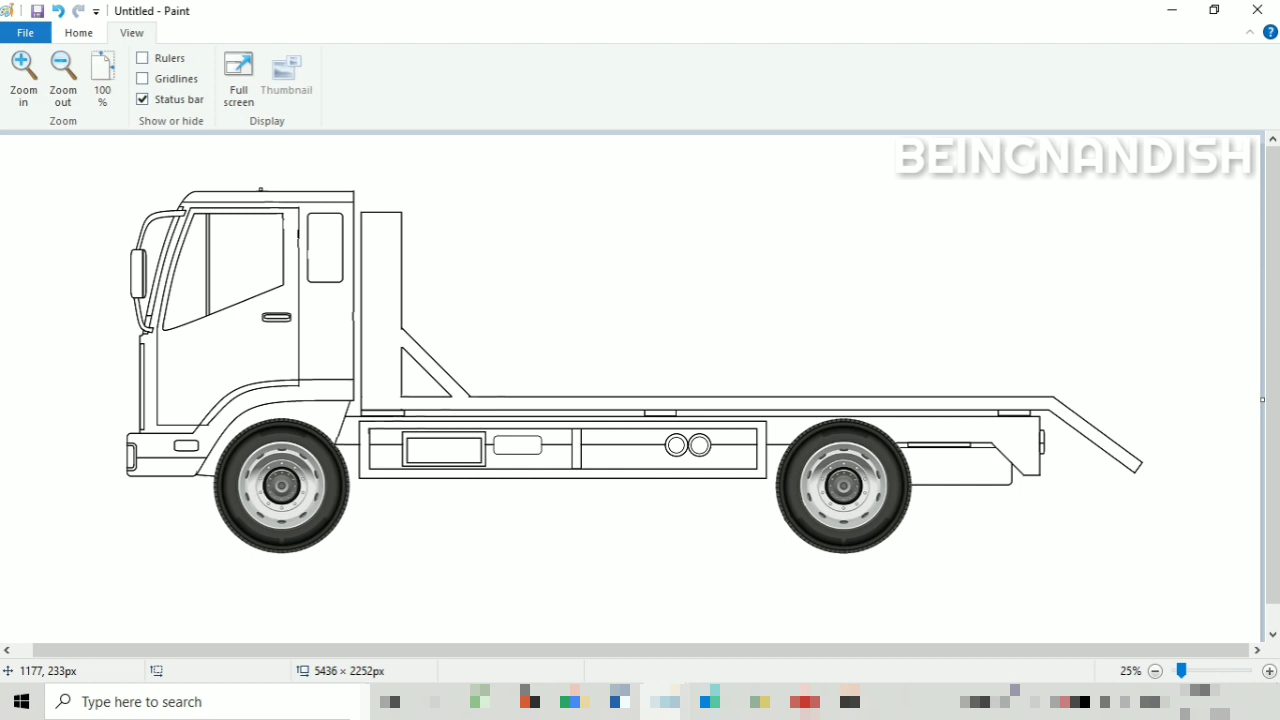 Untitled - Paint
File Home View
Zoom in
Zoom out
100 %
Rulers
Gridlines
Status bar
Full screen
Thumbnail
Zoom
Show or hide
Display
BEINGNANDISH
1177, 233px
5436 × 2252px
25%
Type here to search